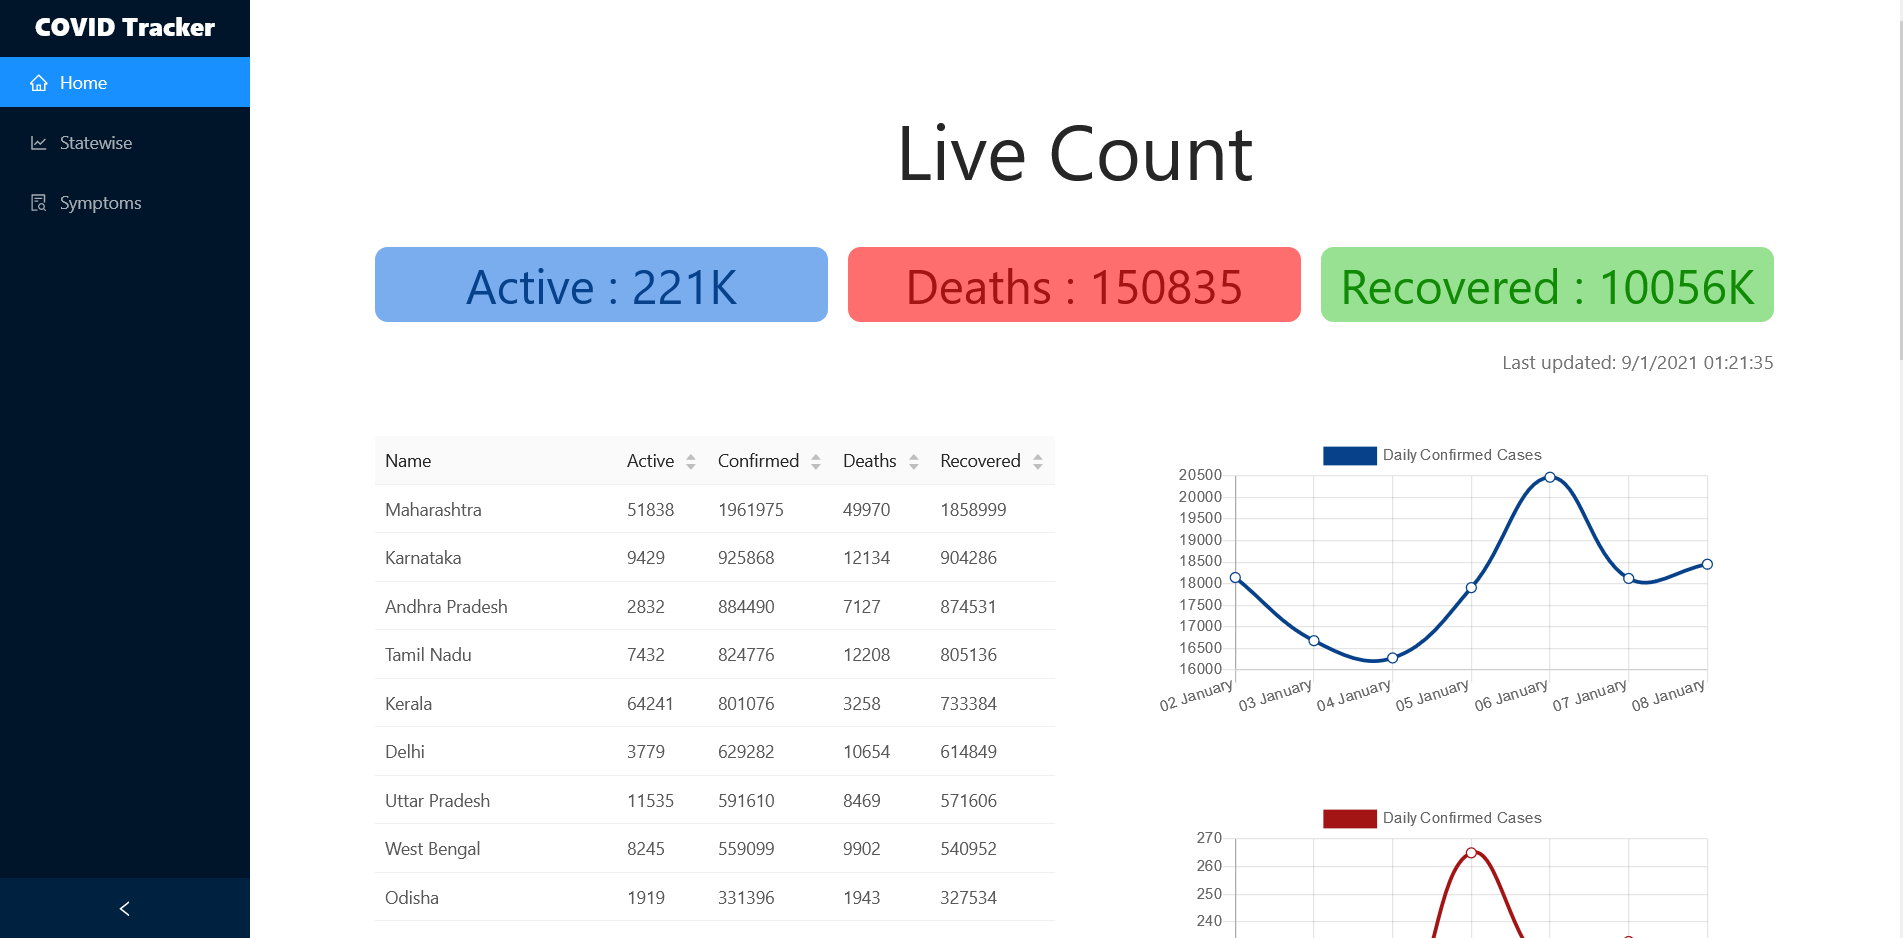 COVID Tracker
Home
Statewise
Symptoms
Live Count
Active : 221K
Deaths : 150835
Recovered : 10056K
Last updated: 9/1/2021 01:21:35
Name Active Confirmed Deaths Recovered
Maharashtra 51838 1961975 49970 1858999
Karnataka 9429 925868 12134 904286
Andhra Pradesh 2832 884490 7127 874531
Tamil Nadu 7432 824776 12208 805136
Kerala 64241 801076 3258 733384
Delhi 3779 629282 10654 614849
Uttar Pradesh 11535 591610 8469 571606
West Bengal 8245 559099 9902 540952
Odisha 1919 331396 1943 327534
Daily Confirmed Cases
20500
20000
19500
19000
18500
18000
17500
17000
16500
16000
02 January 03 January 04 January 05 January 06 January 07 January 08 January
Daily Confirmed Cases
270
260
250
240